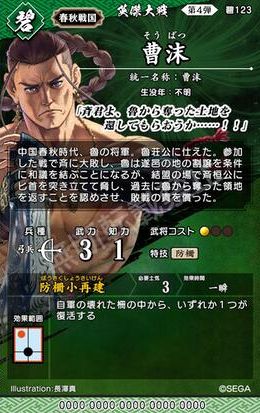 碧 春秋戦国 英傑大戦 第4弾 碧123
そう ばつ
曹沫
統一名称：曹沫
生没年：不明
「斉君よ、魯から奪った土地を
還してもらおうか……！！」
中国春秋時代、魯の将軍。魯荘公に仕えた。参加
した戦で斉に大敗し、魯は遂邑の地の割譲を条件
に和議を結ぶことになるが、結盟の場で斉桓公に
匕首を突き立てて脅し、過去に魯から奪った領地
を返すことを認めさせ、敗戦の責を償った。
兵種 武力 知力 武将コスト
弓兵 3 1 特技 防柵
ぼうさくしょうさいけん 必要士気 効果時間
防柵小再建 3 一瞬
効果範囲
自軍の壊れた柵の中から、いずれか1つが
復活する
Illustration:長澤真 ©SEGA
0000-0000-0000-0000-0000